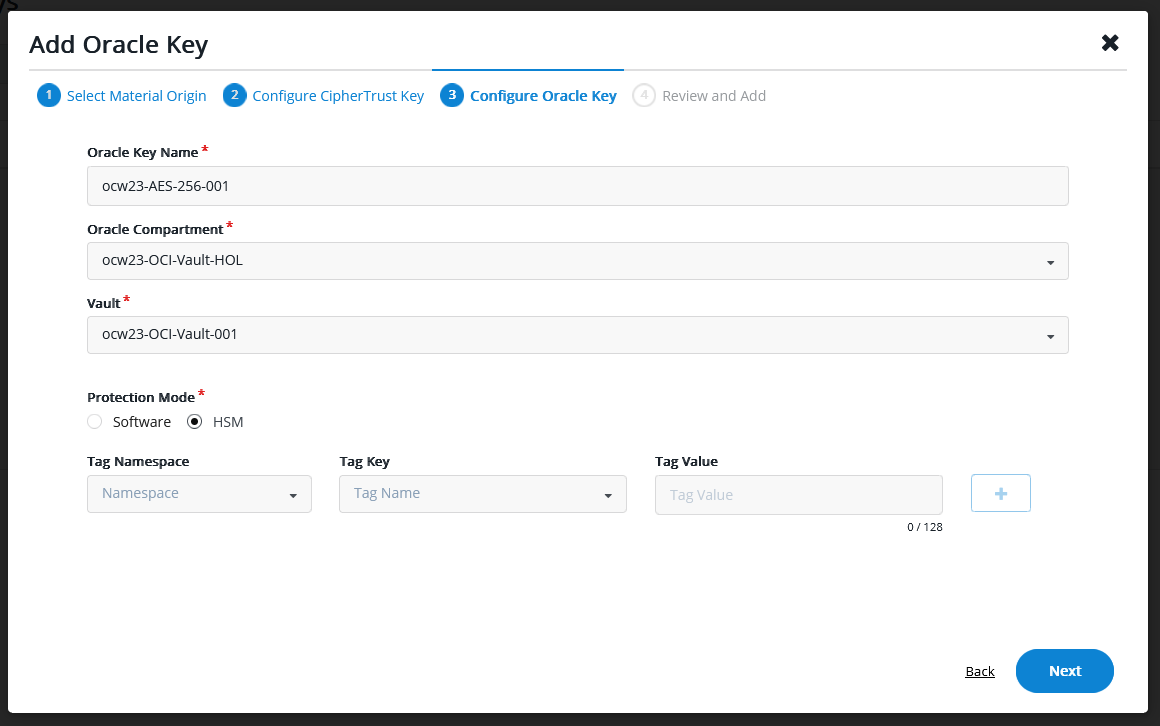 Add Oracle Key
1 Select Material Origin 2 Configure CipherTrust Key 3 Configure Oracle Key 4 Review and Add
Oracle Key Name *
ocw23-AES-256-001
Oracle Compartment *
ocw23-OCI-Vault-HOL
Vault *
ocw23-OCI-Vault-001
Protection Mode *
Software HSM
Tag Namespace Tag Key Tag Value
Namespace Tag Name Tag Value
0 / 128
Back Next